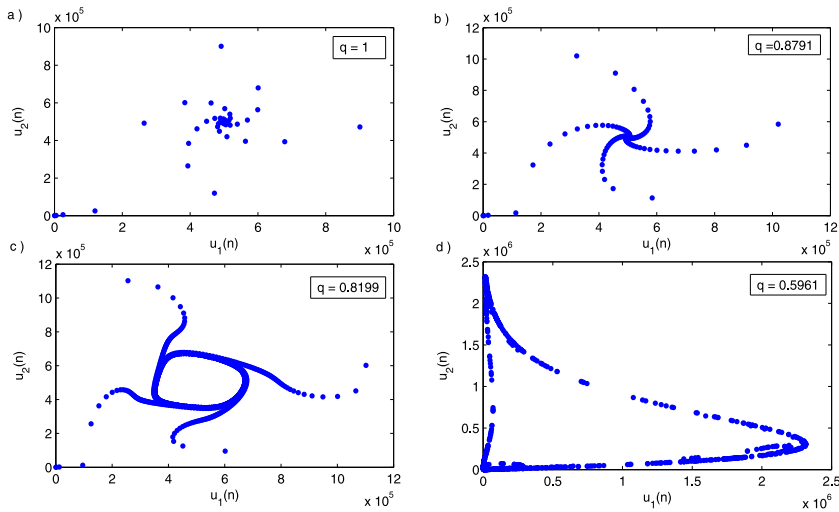 a )
x 10^5
10
8
6
4
2
0
u_2(n)
q = 1
0 2 4 6 8 10
u_1(n)
x 10^5
b )
x 10^5
12
10
8
6
4
2
0
u_2(n)
q =0.8791
0 2 4 6 8 10 12
u_1(n)
x 10^5
c )
x 10^5
12
10
8
6
4
2
0
u_2(n)
q = 0.8199
0 2 4 6 8 10 12
u_1(n)
x 10^5
d )
x 10^6
2.5
2
1.5
1
0.5
0
u_2(n)
q = 0.5961
0 0.5 1 1.5 2 2.5
u_1(n)
x 10^6